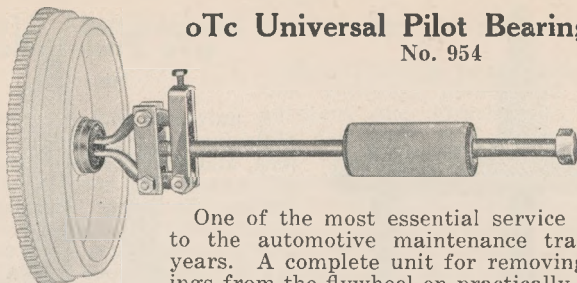 oTc Universal Pilot Bearing
No. 954
One of the most essential service
to the automotive maintenance tra
years. A complete unit for removing
ings from the flywheel on practically